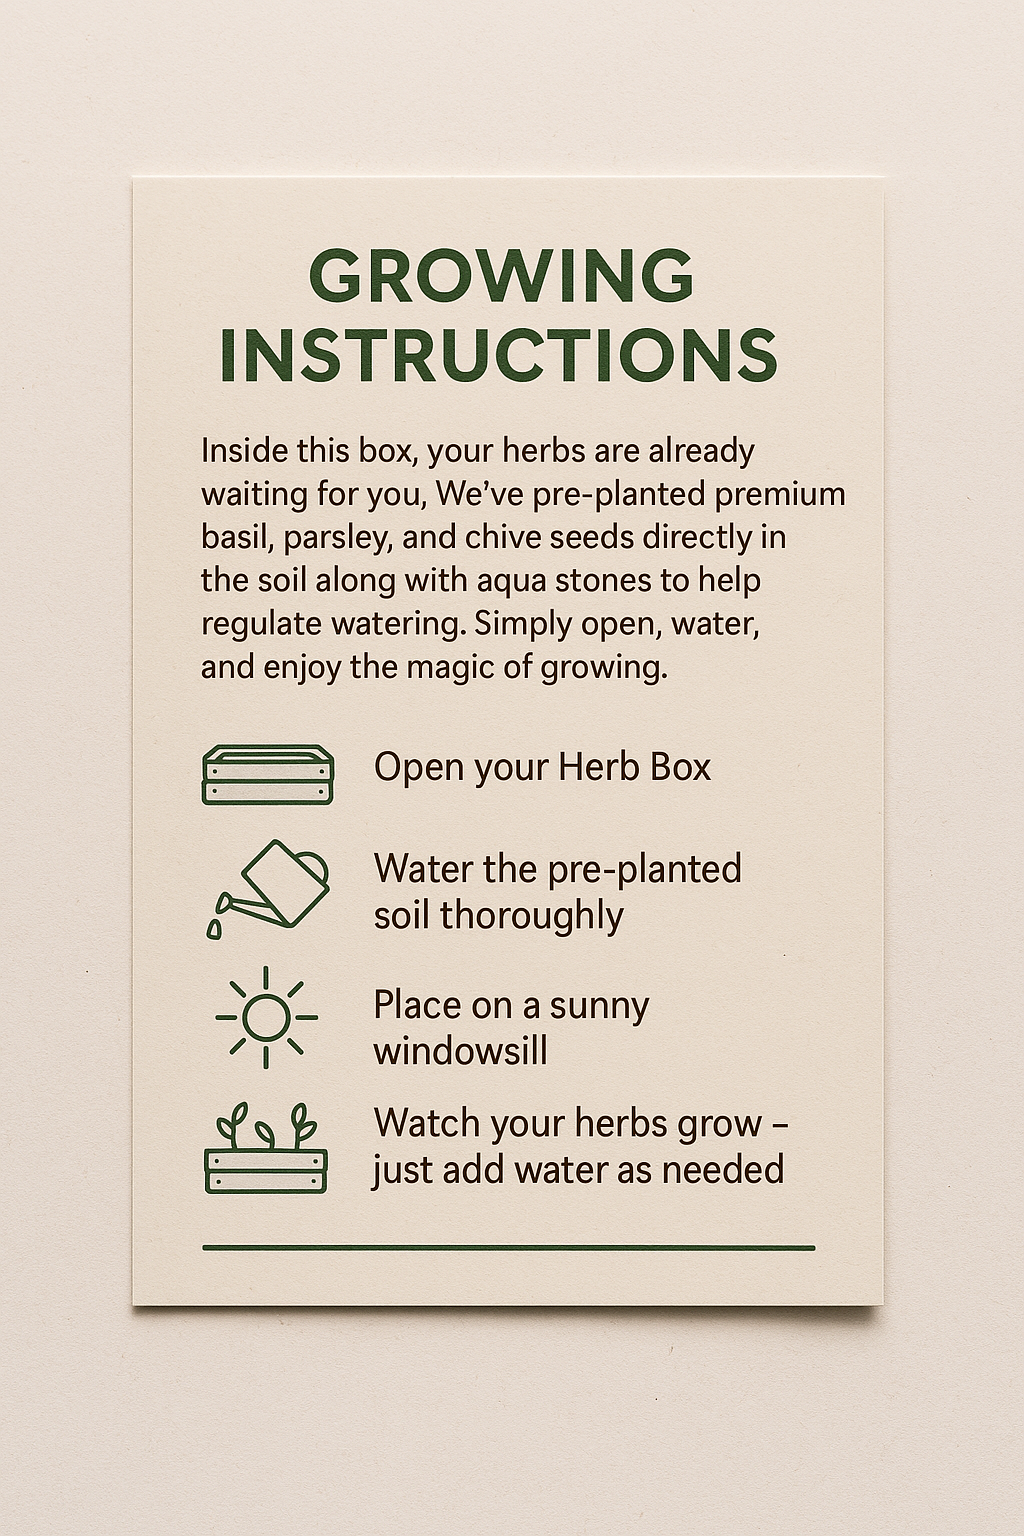 GROWING
INSTRUCTIONS
Inside this box, your herbs are already
waiting for you, We’ve pre-planted premium
basil, parsley, and chive seeds directly in
the soil along with aqua stones to help
regulate watering. Simply open, water,
and enjoy the magic of growing.
Open your Herb Box
Water the pre-planted
soil thoroughly
Place on a sunny
windowsill
Watch your herbs grow –
just add water as needed